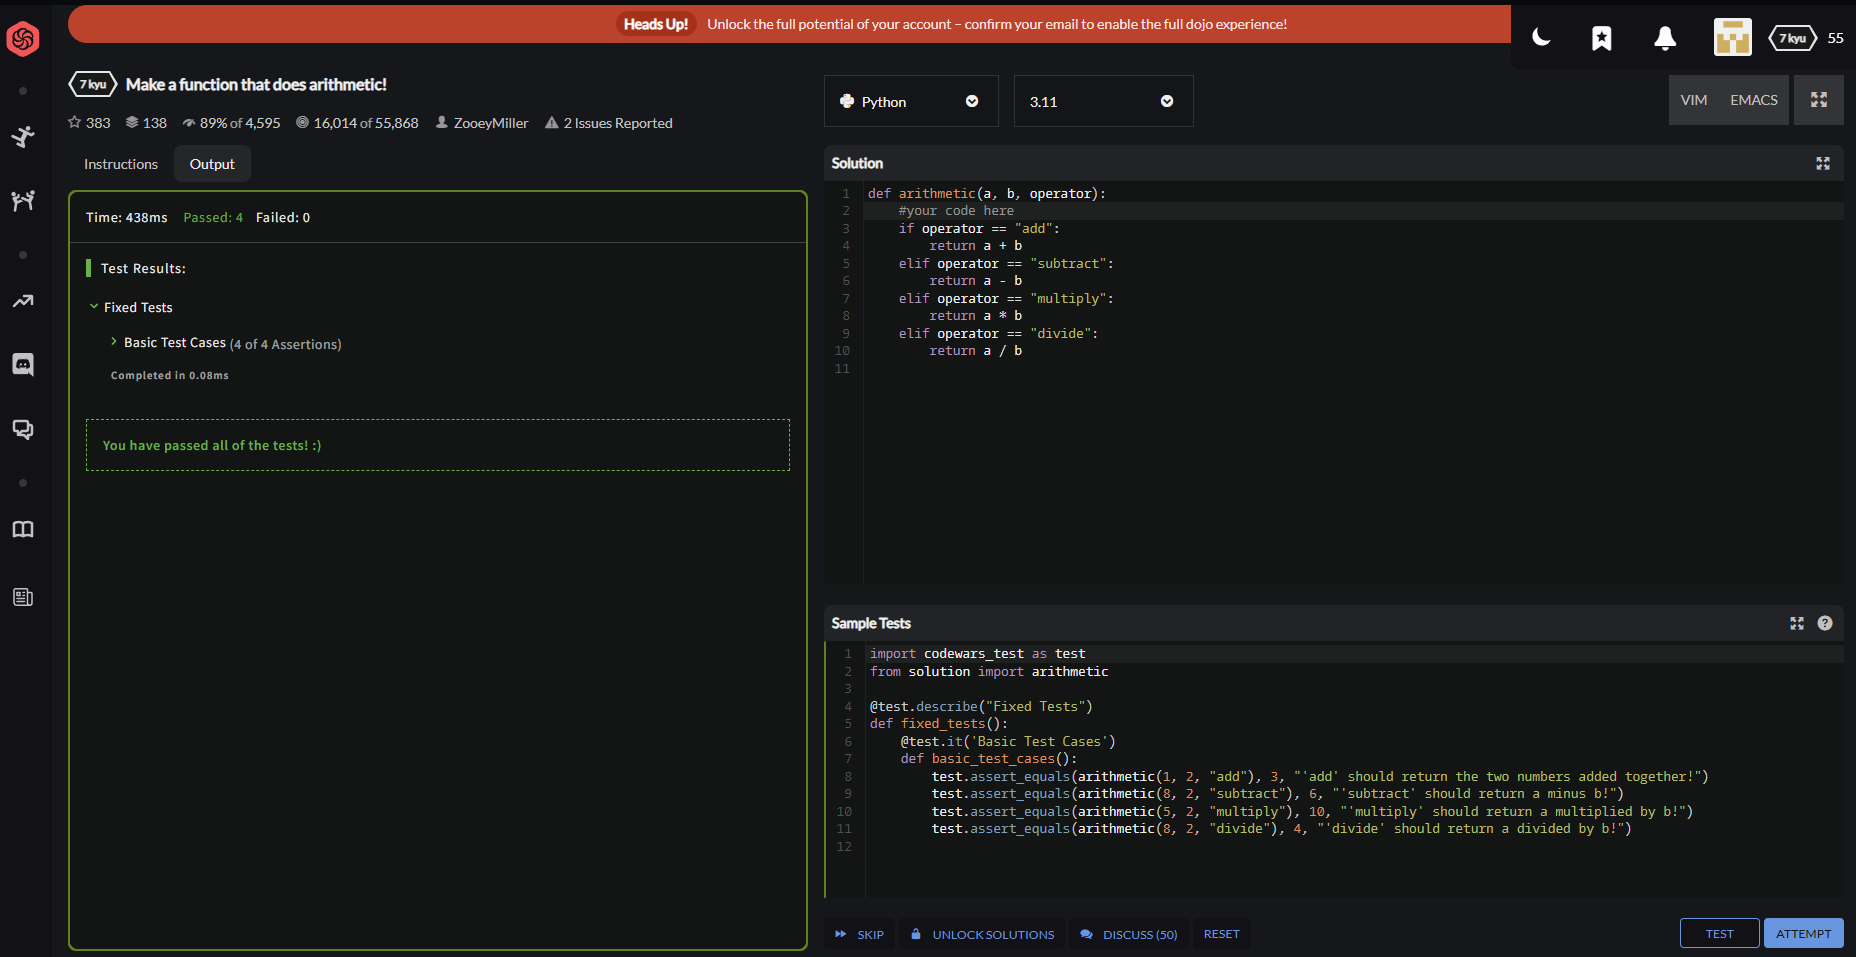 Heads Up! Unlock the full potential of your account – confirm your email to enable the full dojo experience!
7 kyu 55
7 kyu Make a function that does arithmetic!
383 138 89% of 4,595 16,014 of 55,868 ZooeyMiller 2 Issues Reported
Instructions Output
Time: 438ms Passed: 4 Failed: 0
Test Results:
Fixed Tests
Basic Test Cases (4 of 4 Assertions)
Completed in 0.08ms
You have passed all of the tests! :)
Python 3.11 VIM EMACS
Solution
1 def arithmetic(a, b, operator):
2     #your code here
3     if operator == "add":
4         return a + b
5     elif operator == "subtract":
6         return a - b
7     elif operator == "multiply":
8         return a * b
9     elif operator == "divide":
10         return a / b
11
Sample Tests
1 import codewars_test as test
2 from solution import arithmetic
3
4 @test.describe("Fixed Tests")
5 def fixed_tests():
6     @test.it('Basic Test Cases')
7     def basic_test_cases():
8         test.assert_equals(arithmetic(1, 2, "add"), 3, "'add' should return the two numbers added together!")
9         test.assert_equals(arithmetic(8, 2, "subtract"), 6, "'subtract' should return a minus b!")
10         test.assert_equals(arithmetic(5, 2, "multiply"), 10, "'multiply' should return a multiplied by b!")
11         test.assert_equals(arithmetic(8, 2, "divide"), 4, "'divide' should return a divided by b!")
12
SKIP UNLOCK SOLUTIONS DISCUSS (50) RESET TEST ATTEMPT